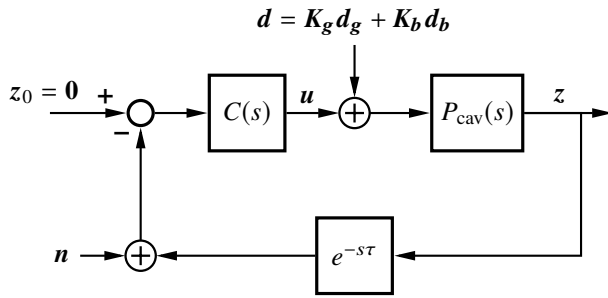 d = K_g d_g + K_b d_b
z_0 = 0
+
−
C(s)
u
+
P_cav(s)
z
n
+
e^{−sτ}